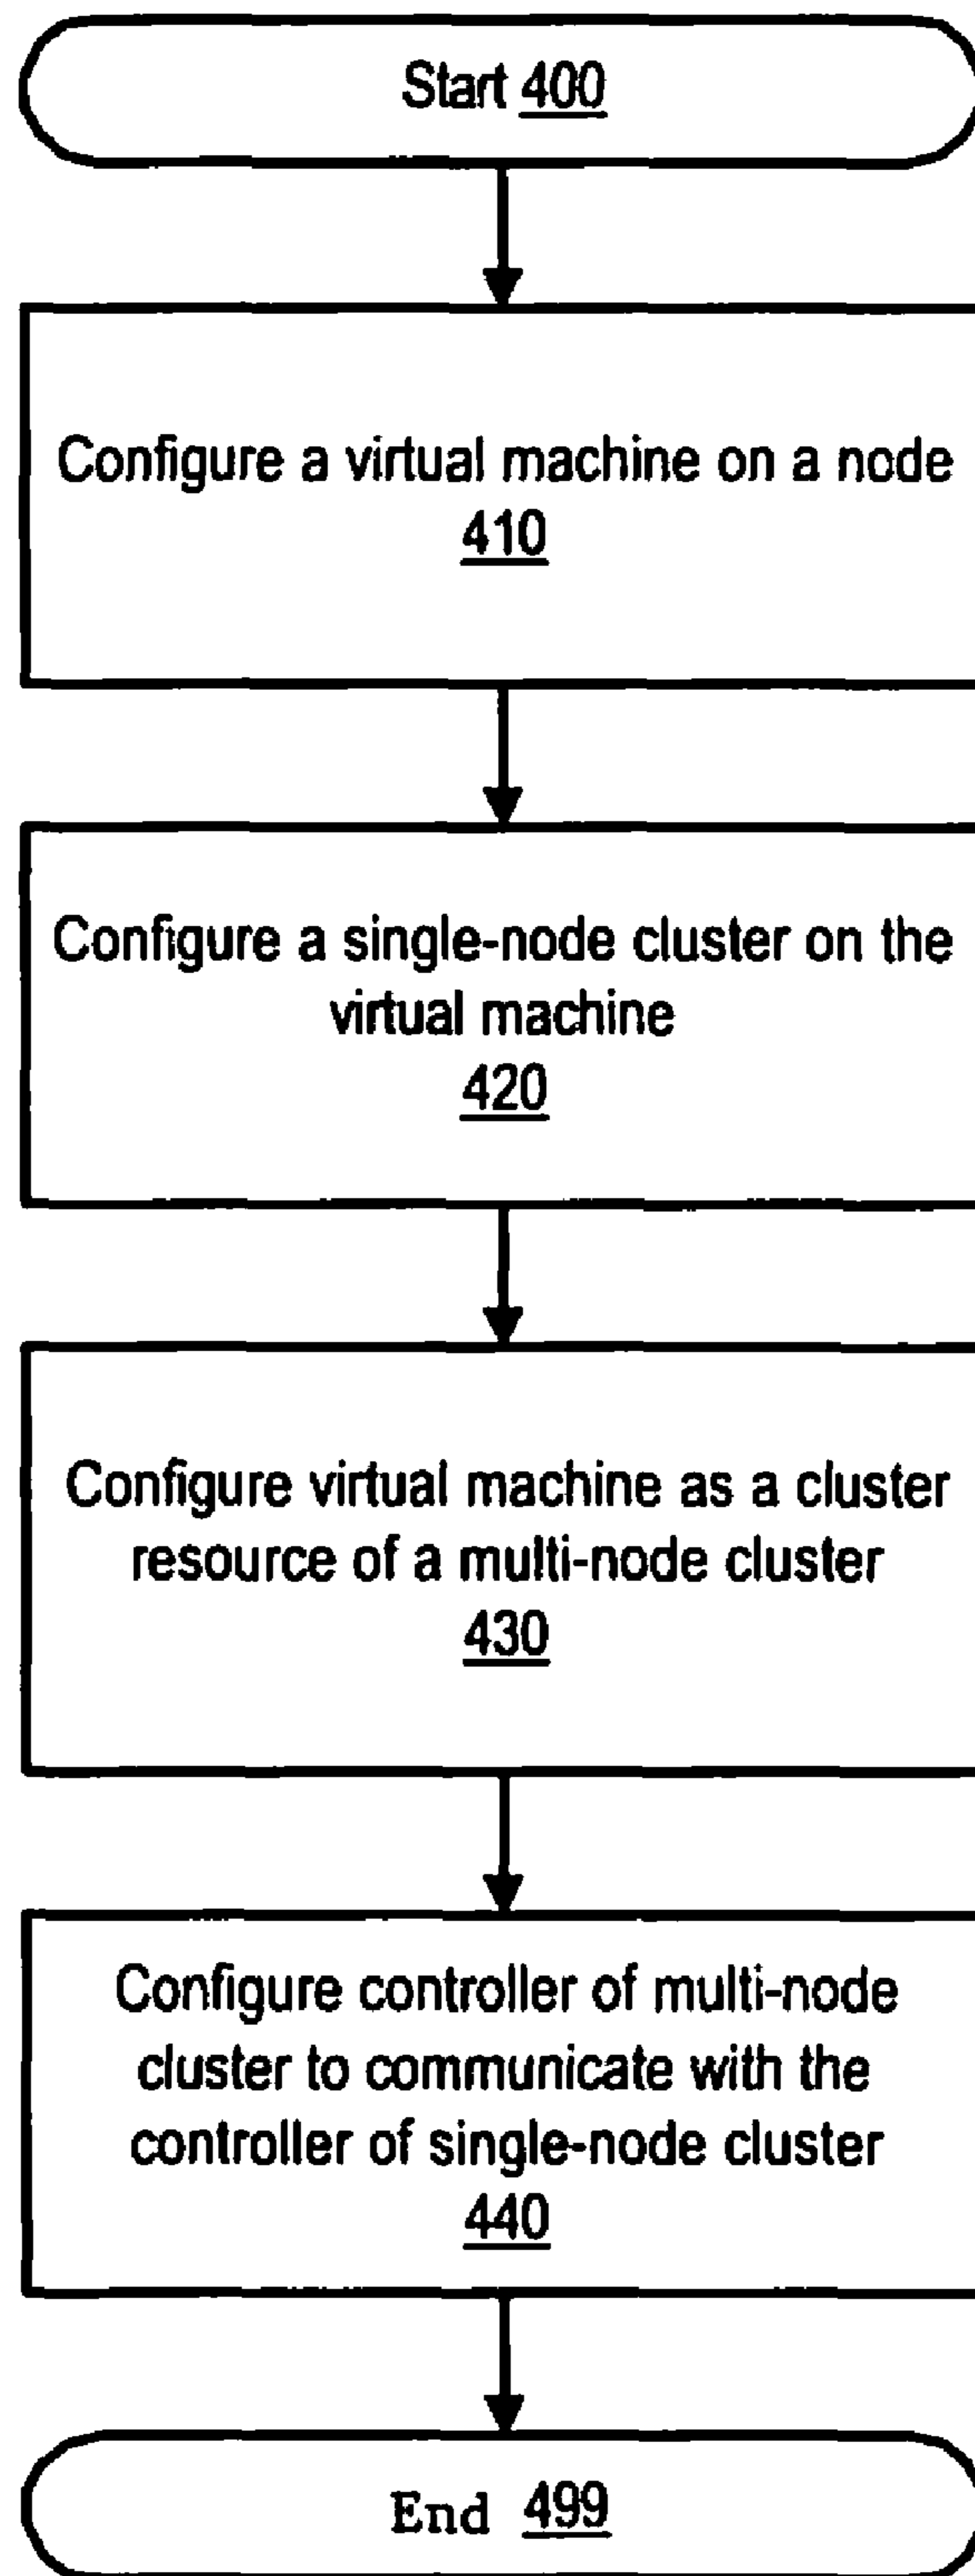 Start 400
Configure a virtual machine on a node
410
Configure a single-node cluster on the
virtual machine
420
Configure virtual machine as a cluster
resource of a multi-node cluster
430
Configure controller of multi-node
cluster to communicate with the
controller of single-node cluster
440
End 499